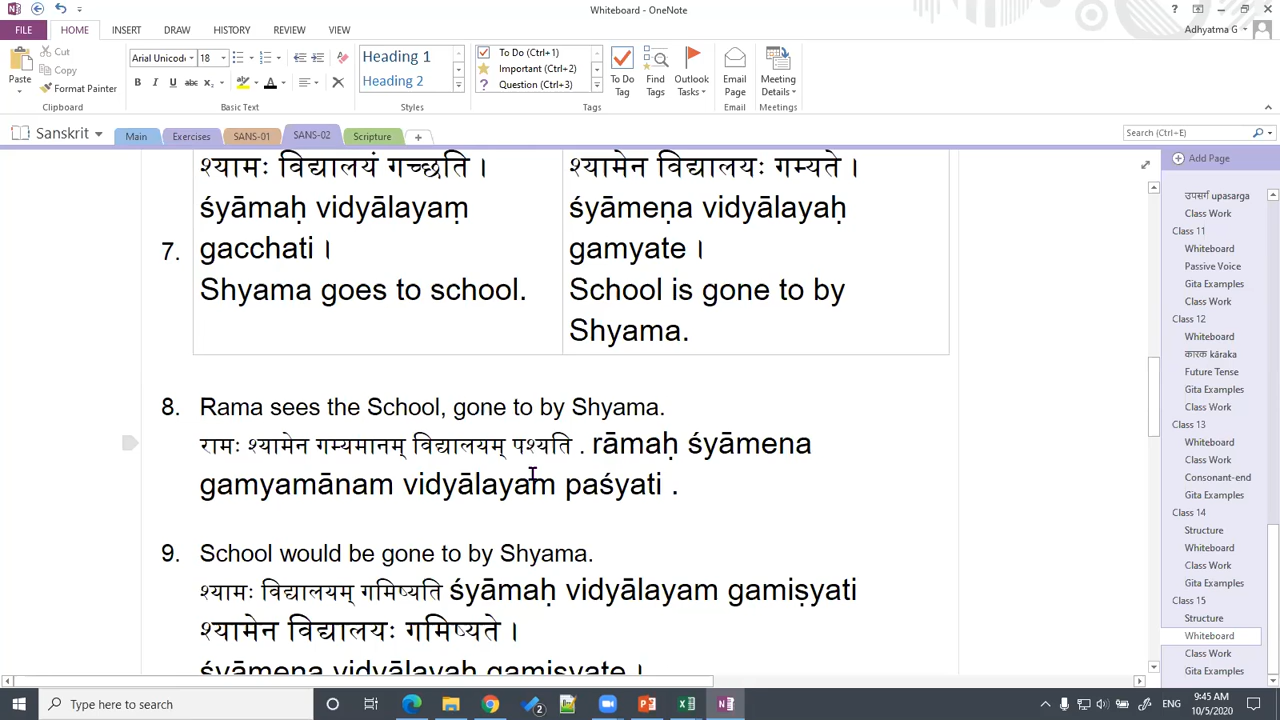 Whiteboard - OneNote
FILE HOME INSERT DRAW HISTORY REVIEW VIEW
Adhyatma G
Paste
Cut
Copy
Format Painter
Clipboard
Arial Unicod 18
B I U abc
Basic Text
Heading 1
Heading 2
Styles
To Do (Ctrl+1)
Important (Ctrl+2)
Question (Ctrl+3)
To Do Tag
Find Tags
Outlook Tasks
Tags
Email Page
Email
Meeting Details
Meetings
Sanskrit Main Exercises SANS-01 SANS-02 Scripture
Search (Ctrl+E)
श्यामः विद्यालयं गच्छति ।
śyāmaḥ vidyālayaṃ
gacchati ।
7.
Shyama goes to school.
श्यामेन विद्यालयः गम्यते ।
śyāmeṇa vidyālayaḥ
gamyate ।
School is gone to by
Shyama.
8. Rama sees the School, gone to by Shyama.
रामः श्यामेन गम्यमानम् विद्यालयम् पश्यति . rāmaḥ śyāmena
gamyamānam vidyālayam paśyati .
9. School would be gone to by Shyama.
श्यामः विद्यालयम् गमिष्यति śyāmaḥ vidyālayam gamiṣyati
श्यामेन विद्यालयः गमिष्यते ।
śyāmena vidyālayaḥ gamiṣyate ।
Add Page
उपसर्ग upasarga
Class Work
Class 11
Whiteboard
Passive Voice
Gita Examples
Class Work
Class 12
Whiteboard
कारक kāraka
Future Tense
Gita Examples
Class Work
Class 13
Whiteboard
Class Work
Consonant-end
Class 14
Structure
Whiteboard
Class Work
Gita Examples
Class 15
Structure
Whiteboard
Class Work
Gita Examples
Type here to search
2
ENG
9:45 AM
10/5/2020